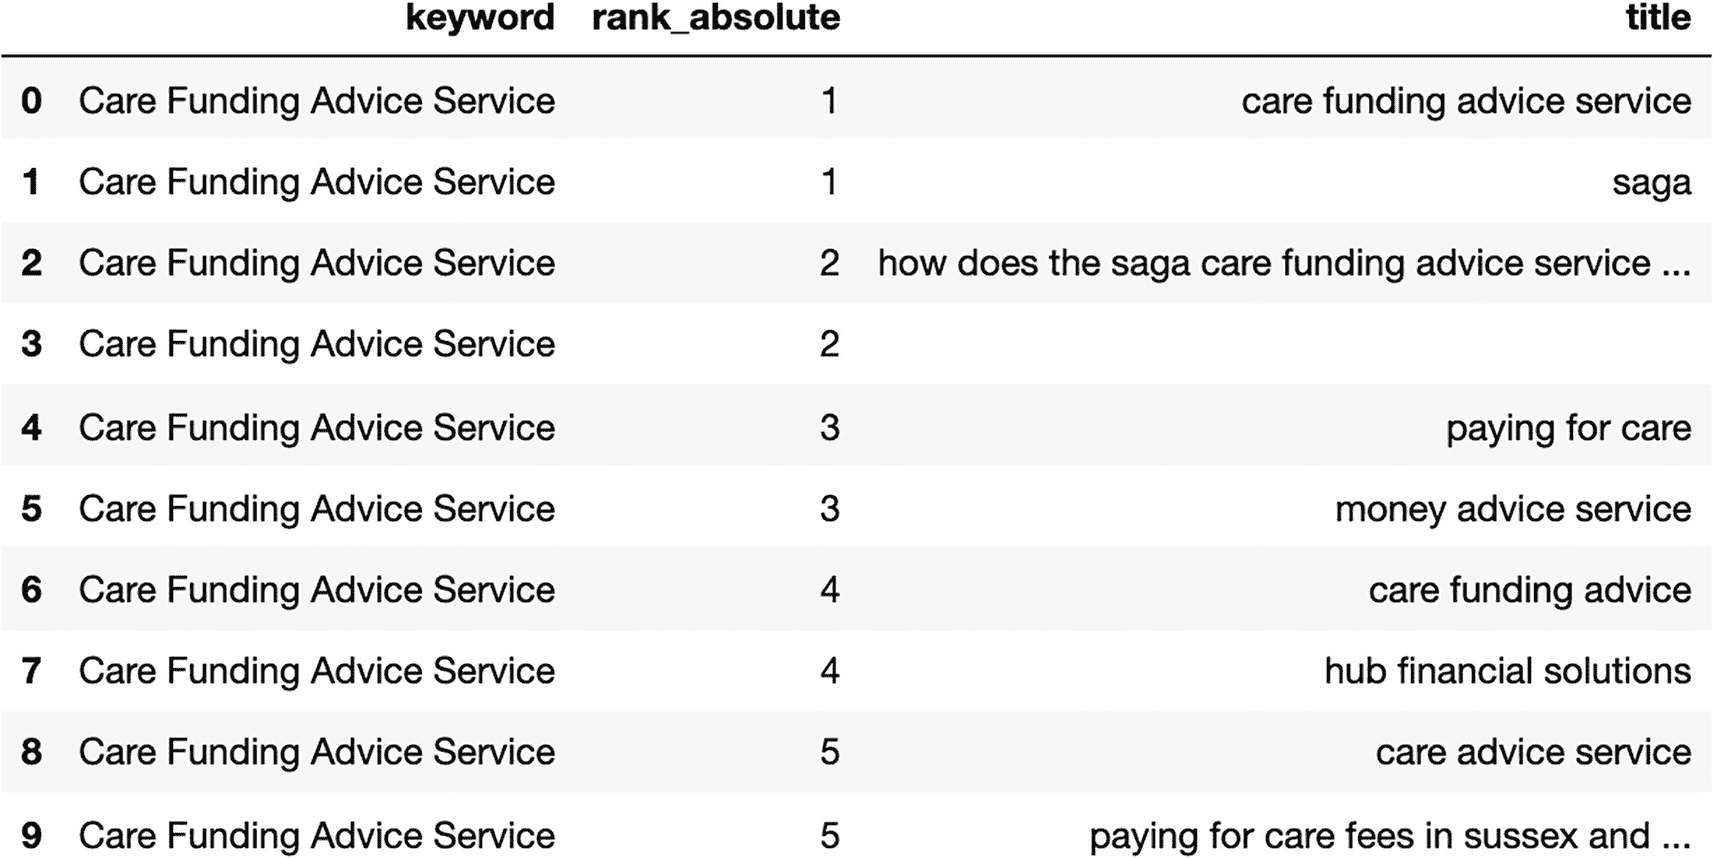 keyword rank_absolute title
0 Care Funding Advice Service 1 care funding advice service
1 Care Funding Advice Service 1 saga
2 Care Funding Advice Service 2 how does the saga care funding advice service ...
3 Care Funding Advice Service 2
4 Care Funding Advice Service 3 paying for care
5 Care Funding Advice Service 3 money advice service
6 Care Funding Advice Service 4 care funding advice
7 Care Funding Advice Service 4 hub financial solutions
8 Care Funding Advice Service 5 care advice service
9 Care Funding Advice Service 5 paying for care fees in sussex and ...